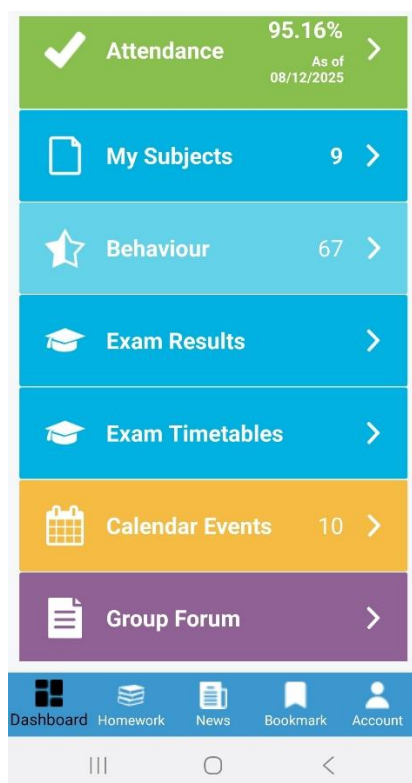 95.16%
Attendance
As of
08/12/2025
My Subjects 9
Behaviour 67
Exam Results
Exam Timetables
Calendar Events 10
Group Forum
Dashboard Homework News Bookmark Account